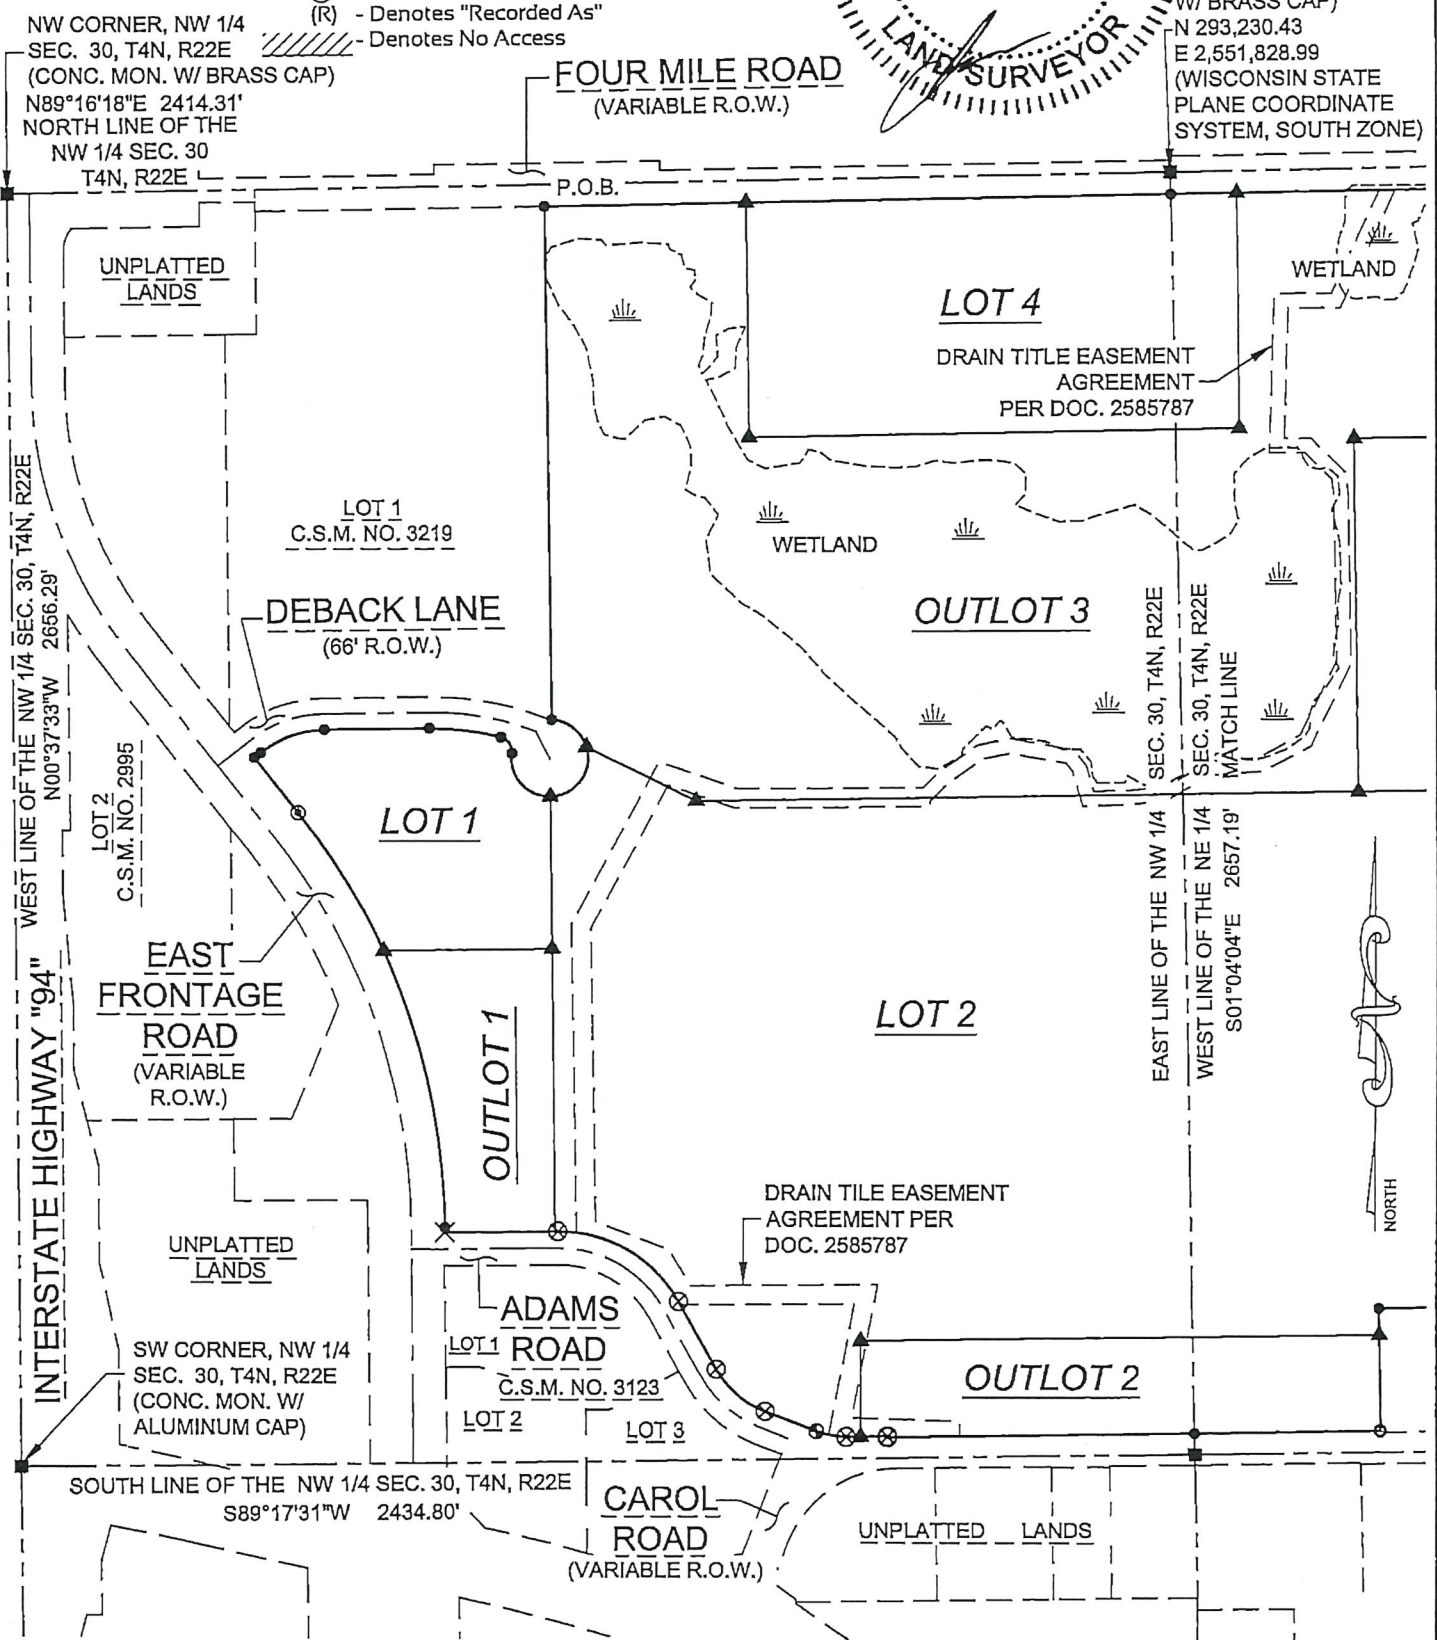 (R) - Denotes "Recorded As"
- Denotes No Access
NW CORNER, NW 1/4
SEC. 30, T4N, R22E
(CONC. MON. W/ BRASS CAP)
N89°16'18"E 2414.31'
NORTH LINE OF THE
NW 1/4 SEC. 30
T4N, R22E
FOUR MILE ROAD
(VARIABLE R.O.W.)
LAND SURVEYOR
W/ BRASS CAP)
N 293,230.43
E 2,551,828.99
(WISCONSIN STATE
PLANE COORDINATE
SYSTEM, SOUTH ZONE)
P.O.B.
UNPLATTED
LANDS
WETLAND
LOT 4
DRAIN TITLE EASEMENT
AGREEMENT
PER DOC. 2585787
LOT 1
C.S.M. NO. 3219
WETLAND
OUTLOT 3
DEBACK LANE
(66' R.O.W.)
WEST LINE OF THE NW 1/4 SEC. 30, T4N, R22E
N00°37'33"W 2656.29'
LOT 2
C.S.M. NO. 2995
LOT 1
EAST LINE OF THE NW 1/4 SEC. 30, T4N, R22E
WEST LINE OF THE NE 1/4 SEC. 30, T4N, R22E
S01°04'04"E 2657.19'
MATCH LINE
EAST
FRONTAGE
ROAD
(VARIABLE
R.O.W.)
INTERSTATE HIGHWAY "94"
OUTLOT 1
LOT 2
NORTH
DRAIN TILE EASEMENT
AGREEMENT PER
DOC. 2585787
UNPLATTED
LANDS
ADAMS
ROAD
LOT 1
C.S.M. NO. 3123
LOT 2
LOT 3
OUTLOT 2
SW CORNER, NW 1/4
SEC. 30, T4N, R22E
(CONC. MON. W/
ALUMINUM CAP)
SOUTH LINE OF THE NW 1/4 SEC. 30, T4N, R22E
S89°17'31"W 2434.80'
CAROL
ROAD
(VARIABLE R.O.W.)
UNPLATTED LANDS